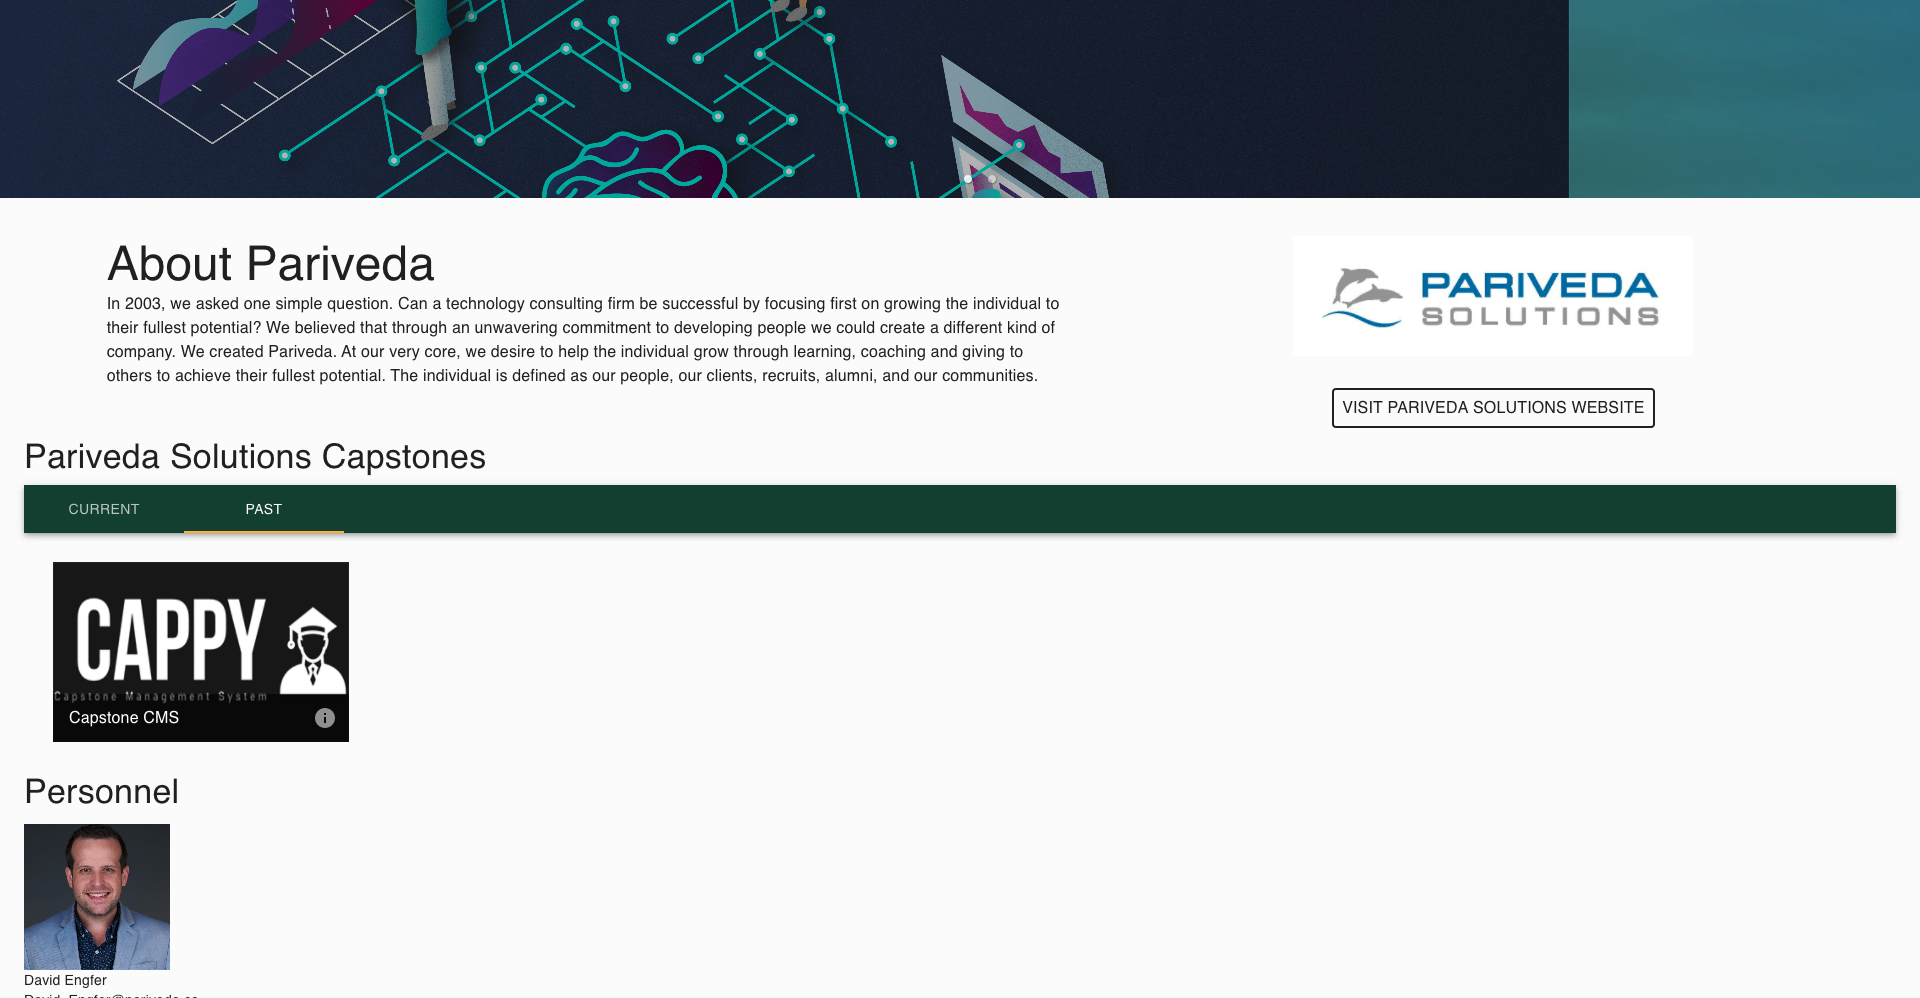 About Pariveda
In 2003, we asked one simple question. Can a technology consulting firm be successful by focusing first on growing the individual to
their fullest potential? We believed that through an unwavering commitment to developing people we could create a different kind of
company. We created Pariveda. At our very core, we desire to help the individual grow through learning, coaching and giving to
others to achieve their fullest potential. The individual is defined as our people, our clients, recruits, alumni, and our communities.
PARIVEDA
SOLUTIONS
VISIT PARIVEDA SOLUTIONS WEBSITE
Pariveda Solutions Capstones
CURRENT
PAST
CAPPY
Capstone Management System
Capstone CMS
Personnel
David Engfer